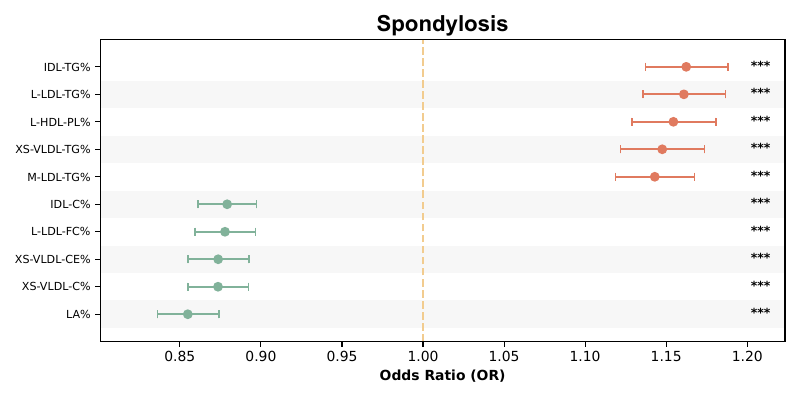 Spondylosis
IDL-TG% ***
L-LDL-TG% ***
L-HDL-PL% ***
XS-VLDL-TG% ***
M-LDL-TG% ***
IDL-C% ***
L-LDL-FC% ***
XS-VLDL-CE% ***
XS-VLDL-C% ***
LA% ***
0.85 0.90 0.95 1.00 1.05 1.10 1.15 1.20
Odds Ratio (OR)